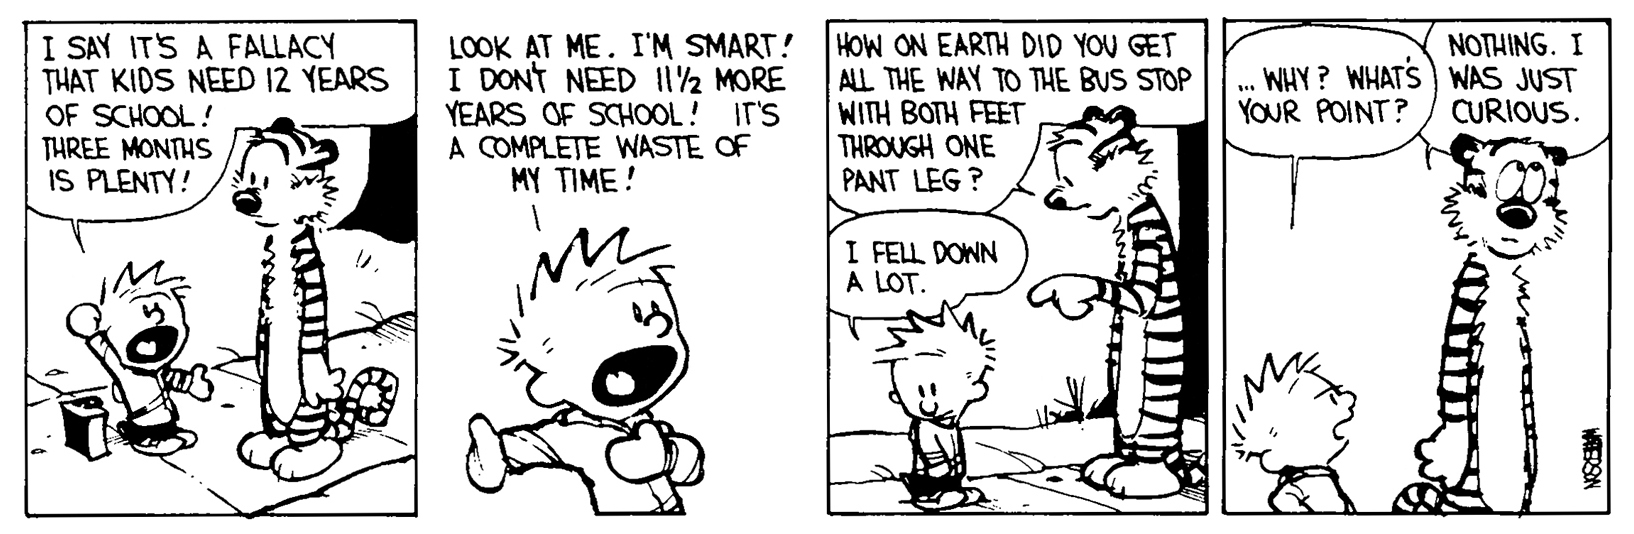 I SAY IT'S A FALLACY
THAT KIDS NEED 12 YEARS
OF SCHOOL!
THREE MONTHS
IS PLENTY!
LOOK AT ME. I'M SMART!
I DON'T NEED 11½ MORE
YEARS OF SCHOOL! IT'S
A COMPLETE WASTE OF
MY TIME!
HOW ON EARTH DID YOU GET
ALL THE WAY TO THE BUS STOP
WITH BOTH FEET
THROUGH ONE
PANT LEG?
I FELL DOWN
A LOT.
...WHY? WHAT'S
YOUR POINT?
NOTHING. I
WAS JUST
CURIOUS.
WATTERSON